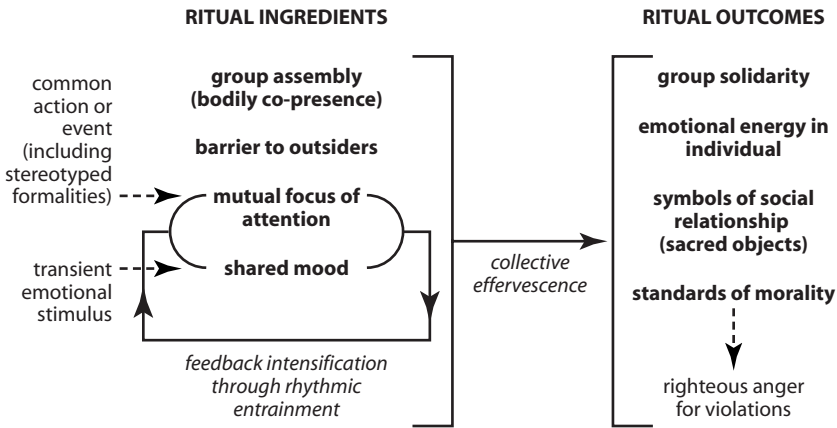 RITUAL INGREDIENTS
common
action or
event
(including
stereotyped
formalities)
transient
emotional
stimulus
group assembly
(bodily co-presence)
barrier to outsiders
mutual focus of
attention
shared mood
feedback intensification
through rhythmic
entrainment
collective
effervescence
RITUAL OUTCOMES
group solidarity
emotional energy in
individual
symbols of social
relationship
(sacred objects)
standards of morality
righteous anger
for violations